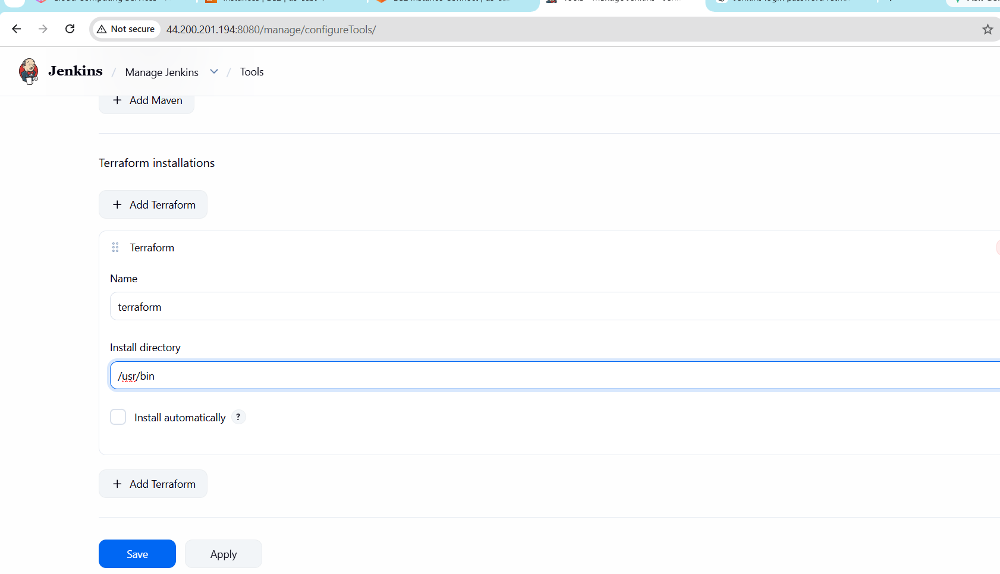 Not secure
44.200.201.194:8080/manage/configureTools/
Jenkins / Manage Jenkins / Tools
+ Add Maven
Terraform installations
+ Add Terraform
Terraform
Name
terraform
Install directory
/usr/bin
Install automatically ?
+ Add Terraform
Save Apply